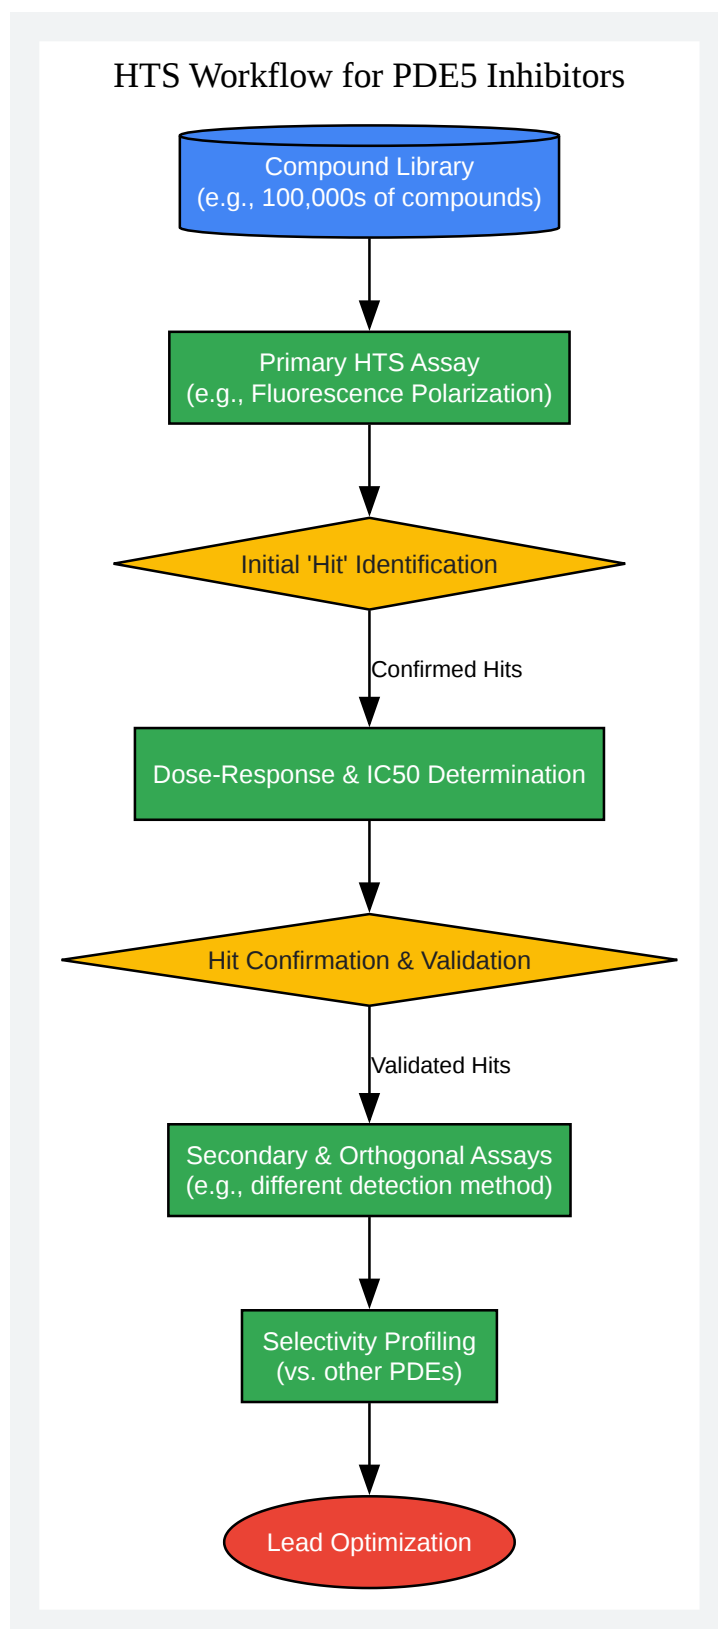 HTS Workflow for PDE5 Inhibitors
Compound Library
(e.g., 100,000s of compounds)
Primary HTS Assay
(e.g., Fluorescence Polarization)
Initial 'Hit' Identification
Confirmed Hits
Dose-Response & IC50 Determination
Hit Confirmation & Validation
Validated Hits
Secondary & Orthogonal Assays
(e.g., different detection method)
Selectivity Profiling
(vs. other PDEs)
Lead Optimization